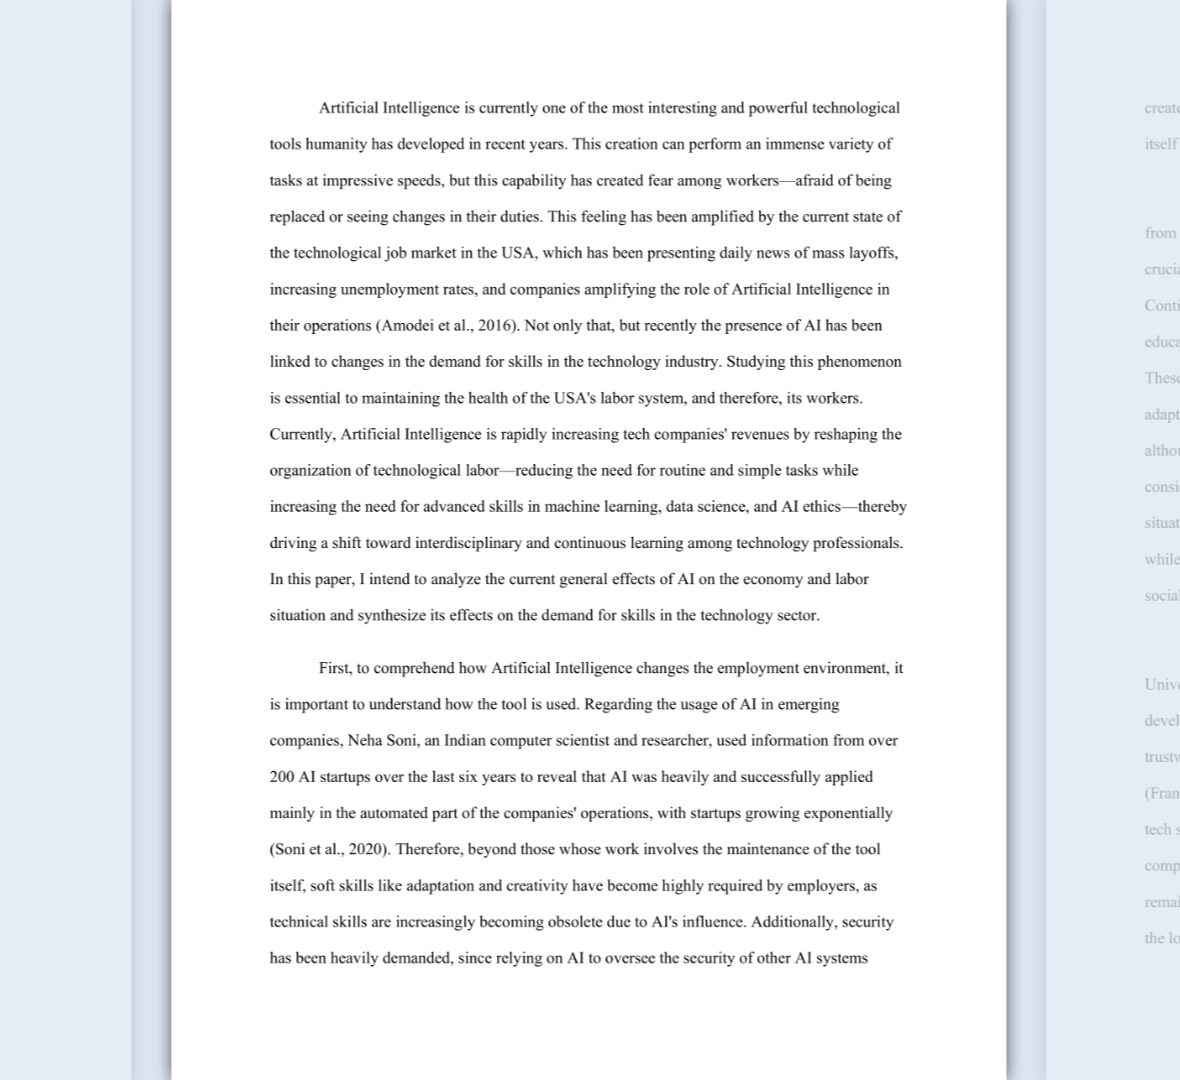 Artificial Intelligence is currently one of the most interesting and powerful technological
tools humanity has developed in recent years. This creation can perform an immense variety of
tasks at impressive speeds, but this capability has created fear among workers—afraid of being
replaced or seeing changes in their duties. This feeling has been amplified by the current state of
the technological job market in the USA, which has been presenting daily news of mass layoffs,
increasing unemployment rates, and companies amplifying the role of Artificial Intelligence in
their operations (Amodei et al., 2016). Not only that, but recently the presence of AI has been
linked to changes in the demand for skills in the technology industry. Studying this phenomenon
is essential to maintaining the health of the USA's labor system, and therefore, its workers.
Currently, Artificial Intelligence is rapidly increasing tech companies' revenues by reshaping the
organization of technological labor—reducing the need for routine and simple tasks while
increasing the need for advanced skills in machine learning, data science, and AI ethics—thereby
driving a shift toward interdisciplinary and continuous learning among technology professionals.
In this paper, I intend to analyze the current general effects of AI on the economy and labor
situation and synthesize its effects on the demand for skills in the technology sector.
First, to comprehend how Artificial Intelligence changes the employment environment, it
is important to understand how the tool is used. Regarding the usage of AI in emerging
companies, Neha Soni, an Indian computer scientist and researcher, used information from over
200 AI startups over the last six years to reveal that AI was heavily and successfully applied
mainly in the automated part of the companies' operations, with startups growing exponentially
(Soni et al., 2020). Therefore, beyond those whose work involves the maintenance of the tool
itself, soft skills like adaptation and creativity have become highly required by employers, as
technical skills are increasingly becoming obsolete due to AI's influence. Additionally, security
has been heavily demanded, since relying on AI to oversee the security of other AI systems
itself
from
These
while
tech